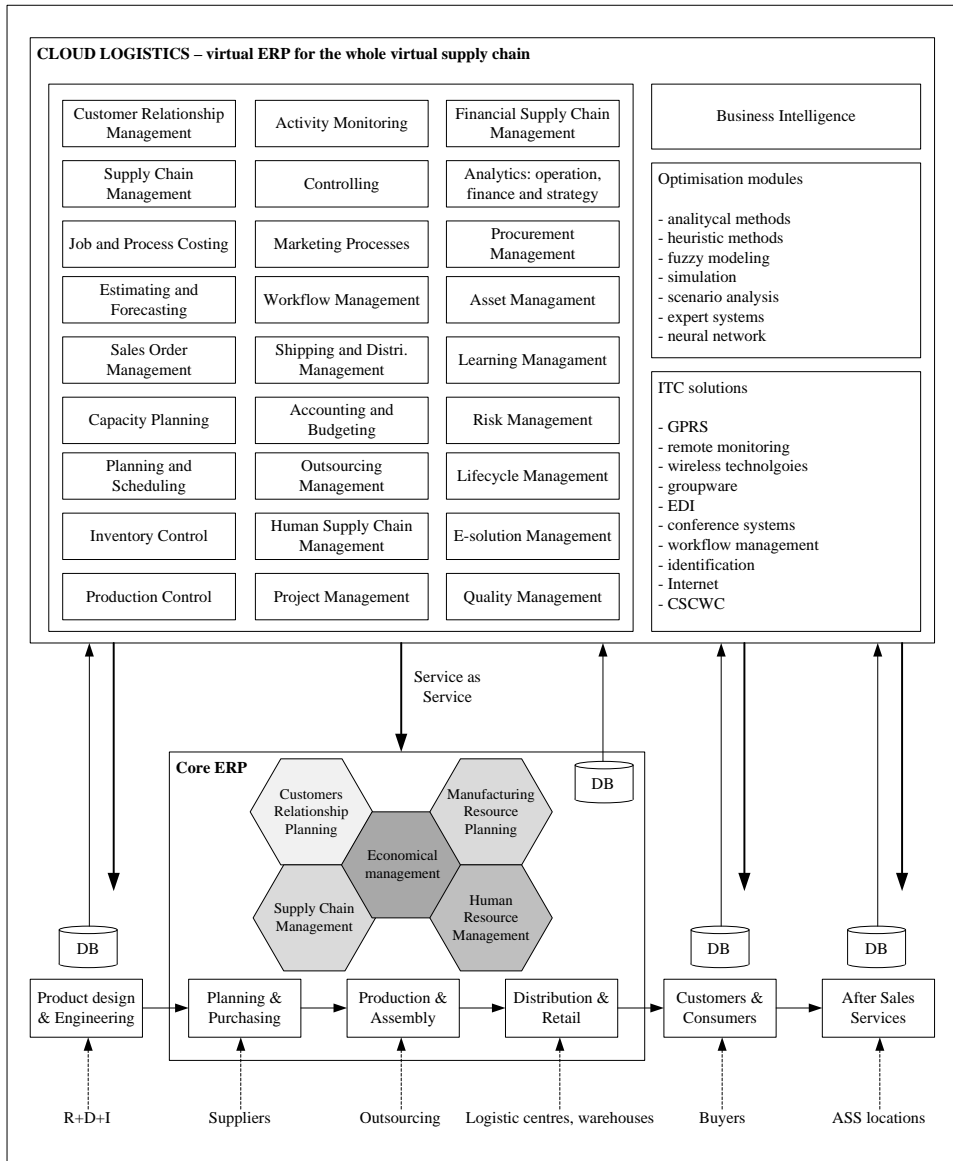 CLOUD LOGISTICS – virtual ERP for the whole virtual supply chain
Customer Relationship
Management
Activity Monitoring
Financial Supply Chain
Management
Supply Chain
Management
Controlling
Analytics: operation,
finance and strategy
Job and Process Costing
Marketing Processes
Procurement
Management
Estimating and
Forecasting
Workflow Management
Asset Managament
Sales Order
Management
Shipping and Distri.
Management
Learning Managament
Capacity Planning
Accounting and
Budgeting
Risk Management
Planning and
Scheduling
Outsourcing
Management
Lifecycle Management
Inventory Control
Human Supply Chain
Management
E-solution Management
Production Control
Project Management
Quality Management
Business Intelligence
Optimisation modules
- analitycal methods
- heuristic methods
- fuzzy modeling
- simulation
- scenario analysis
- expert systems
- neural network
ITC solutions
- GPRS
- remote monitoring
- wireless technolgoies
- groupware
- EDI
- conference systems
- workflow management
- identification
- Internet
- CSCWC
Service as
Service
Core ERP
Customers
Relationship
Planning
Manufacturing
Resource
Planning
Economical
management
Supply Chain
Management
Human
Resource
Management
DB
DB
DB
DB
Product design
& Engineering
Planning &
Purchasing
Production &
Assembly
Distribution &
Retail
Customers &
Consumers
After Sales
Services
R+D+I
Suppliers
Outsourcing
Logistic centres, warehouses
Buyers
ASS locations